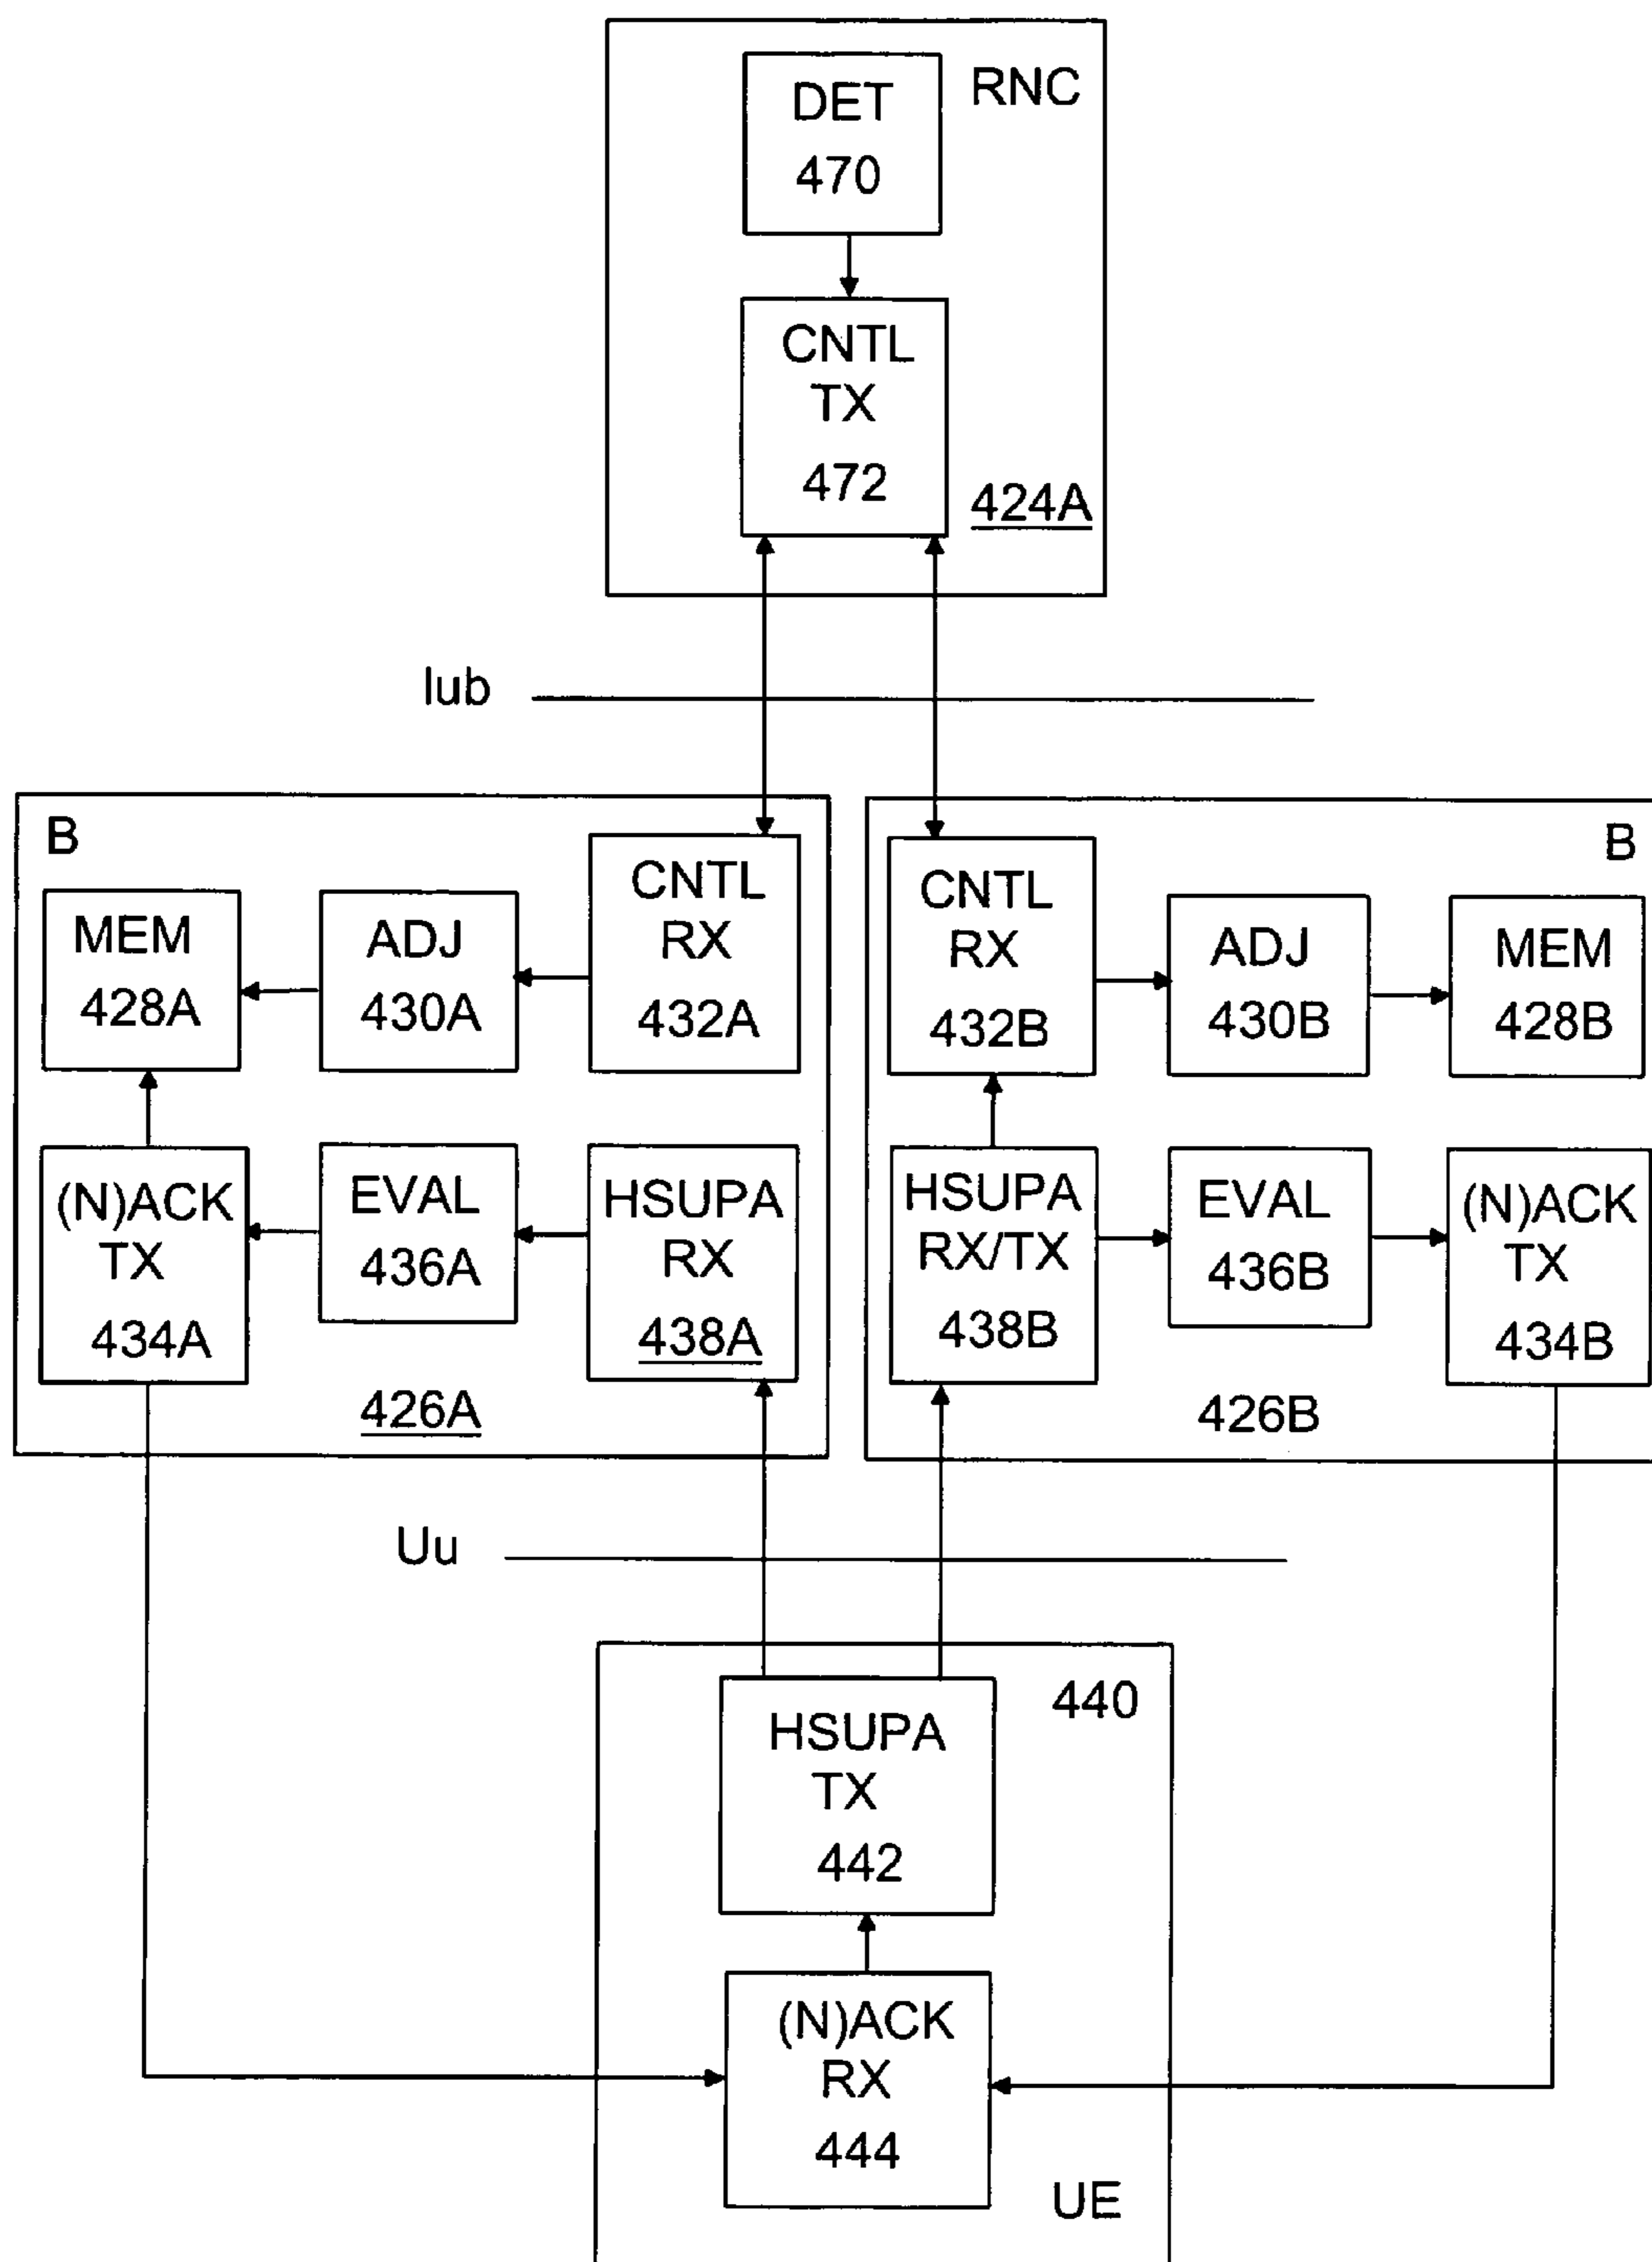 DET
470
RNC
CNTL
TX
472
424A
Iub
B
MEM
428A
ADJ
430A
CNTL
RX
432A
(N)ACK
TX
434A
EVAL
436A
HSUPA
RX
438A
426A
B
CNTL
RX
432B
ADJ
430B
MEM
428B
HSUPA
RX/TX
438B
EVAL
436B
(N)ACK
TX
434B
426B
Uu
440
HSUPA
TX
442
(N)ACK
RX
444
UE